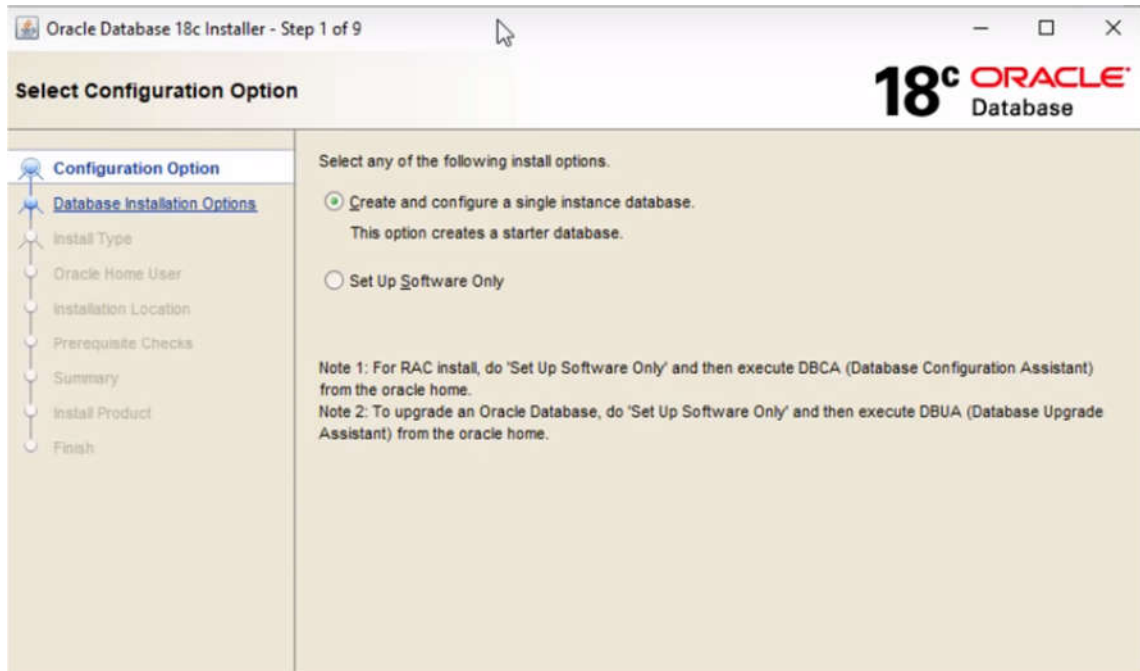 Oracle Database 18c Installer - Step 1 of 9
Select Configuration Option
18c ORACLE
Database
Configuration Option
Database Installation Options
Install Type
Oracle Home User
Installation Location
Prerequisite Checks
Summary
Install Product
Finish
Select any of the following install options.
Create and configure a single instance database.
This option creates a starter database.
Set Up Software Only
Note 1: For RAC install, do 'Set Up Software Only' and then execute DBCA (Database Configuration Assistant)
from the oracle home.
Note 2: To upgrade an Oracle Database, do 'Set Up Software Only' and then execute DBUA (Database Upgrade
Assistant) from the oracle home.